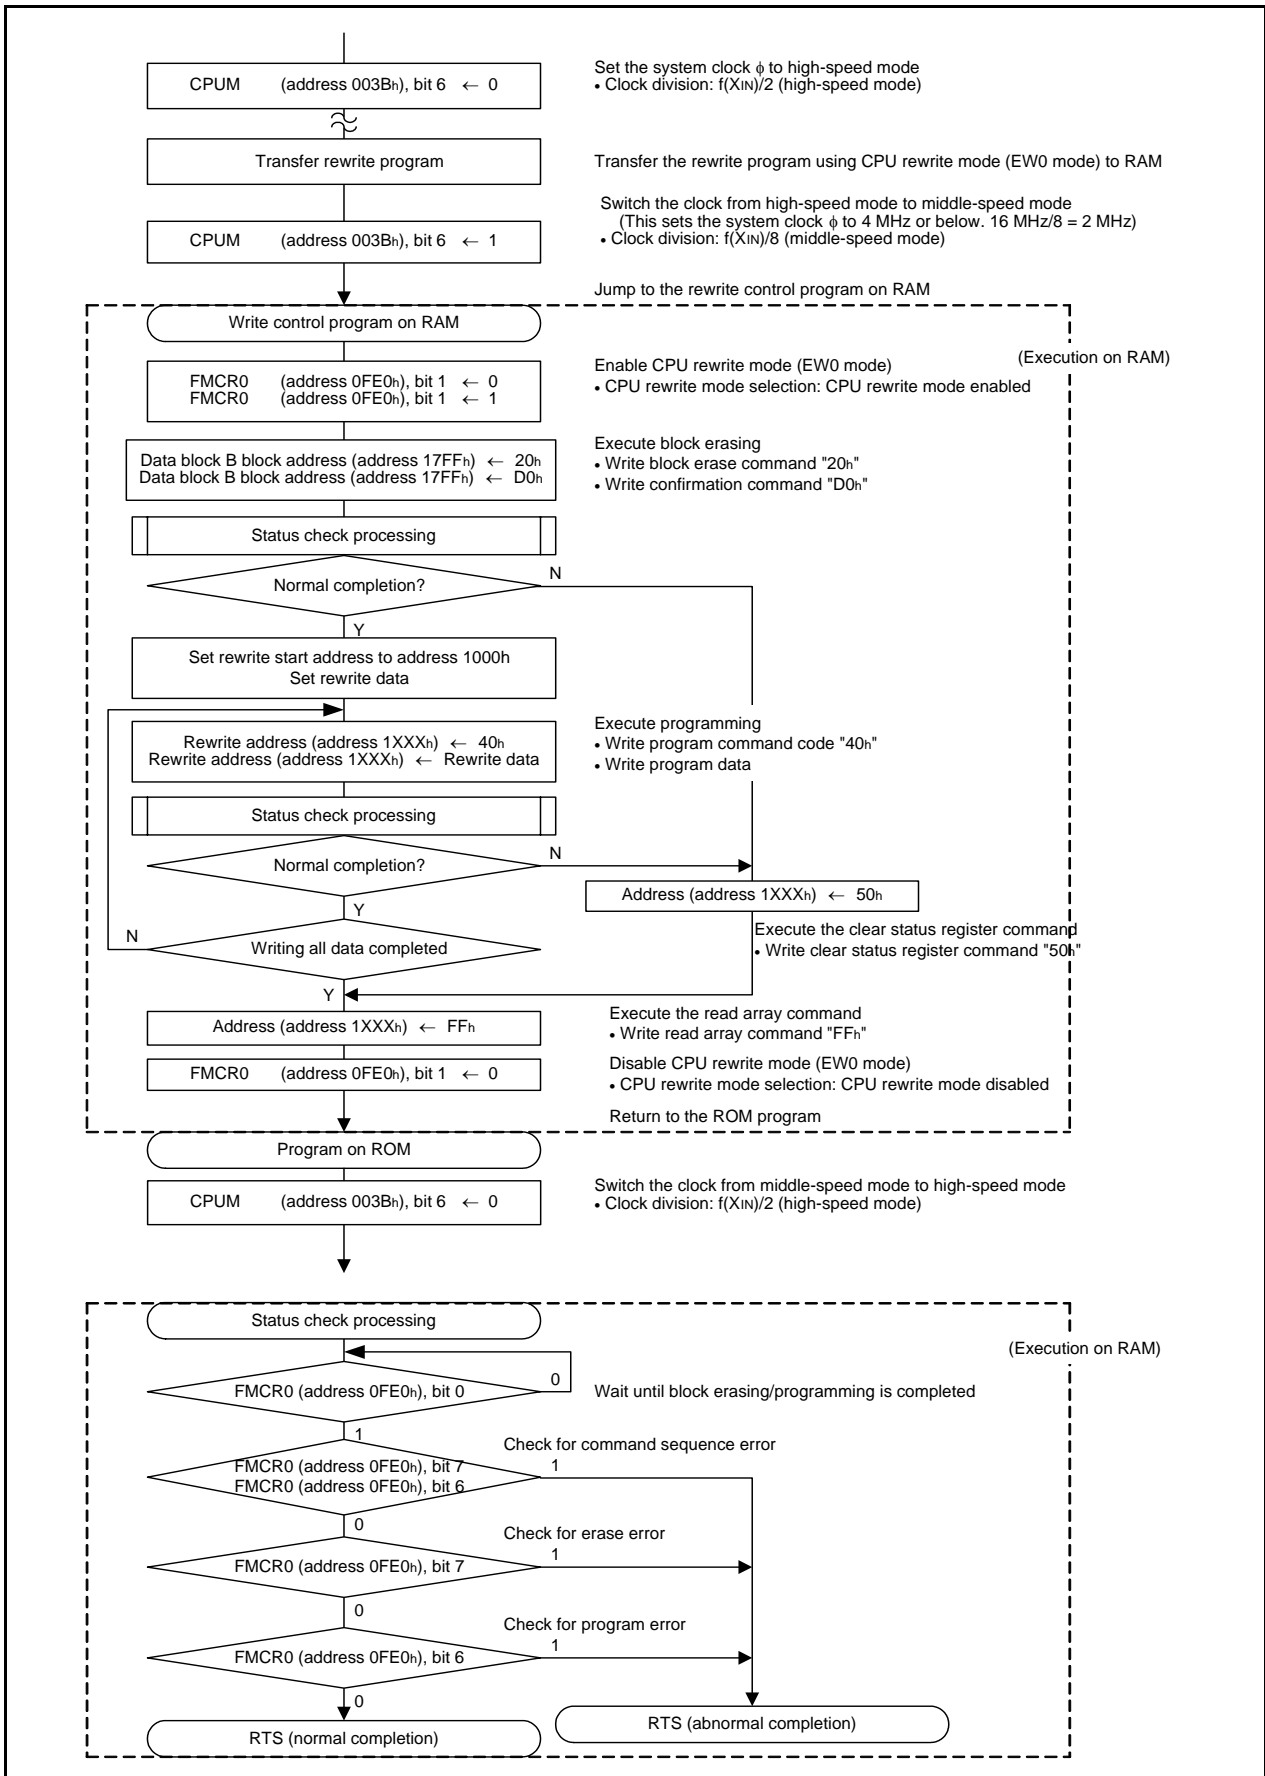 CPUM (address 003Bh), bit 6 ← 0
Set the system clock ϕ to high-speed mode
• Clock division: f(XIN)/2 (high-speed mode)
Transfer rewrite program
Transfer the rewrite program using CPU rewrite mode (EW0 mode) to RAM
Switch the clock from high-speed mode to middle-speed mode
(This sets the system clock ϕ to 4 MHz or below. 16 MHz/8 = 2 MHz)
• Clock division: f(XIN)/8 (middle-speed mode)
CPUM (address 003Bh), bit 6 ← 1
Jump to the rewrite control program on RAM
Write control program on RAM
(Execution on RAM)
FMCR0 (address 0FE0h), bit 1 ← 0
FMCR0 (address 0FE0h), bit 1 ← 1
Enable CPU rewrite mode (EW0 mode)
• CPU rewrite mode selection: CPU rewrite mode enabled
Data block B block address (address 17FFh) ← 20h
Data block B block address (address 17FFh) ← D0h
Execute block erasing
• Write block erase command "20h"
• Write confirmation command "D0h"
Status check processing
Normal completion?
N
Y
Set rewrite start address to address 1000h
Set rewrite data
Rewrite address (address 1XXXh) ← 40h
Rewrite address (address 1XXXh) ← Rewrite data
Execute programming
• Write program command code "40h"
• Write program data
Status check processing
Normal completion?
N
Y
Address (address 1XXXh) ← 50h
Execute the clear status register command
• Write clear status register command "50h"
Writing all data completed
N
Y
Address (address 1XXXh) ← FFh
Execute the read array command
• Write read array command "FFh"
FMCR0 (address 0FE0h), bit 1 ← 0
Disable CPU rewrite mode (EW0 mode)
• CPU rewrite mode selection: CPU rewrite mode disabled
Return to the ROM program
Program on ROM
CPUM (address 003Bh), bit 6 ← 0
Switch the clock from middle-speed mode to high-speed mode
• Clock division: f(XIN)/2 (high-speed mode)
Status check processing
(Execution on RAM)
FMCR0 (address 0FE0h), bit 0
0
Wait until block erasing/programming is completed
1
Check for command sequence error
FMCR0 (address 0FE0h), bit 7
FMCR0 (address 0FE0h), bit 6
1
0
Check for erase error
FMCR0 (address 0FE0h), bit 7
1
0
Check for program error
FMCR0 (address 0FE0h), bit 6
1
0
RTS (normal completion)
RTS (abnormal completion)